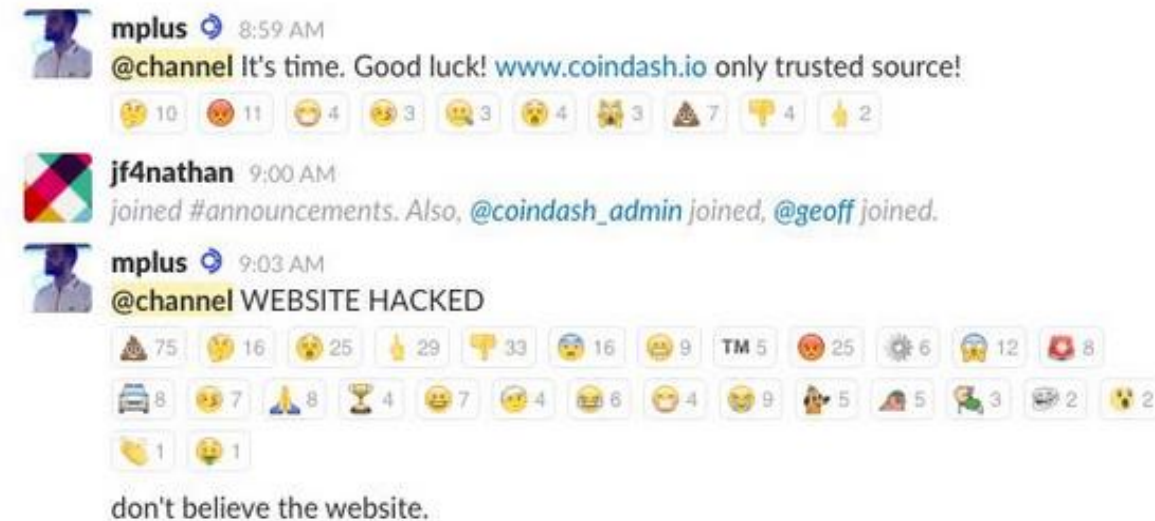 mplus 8:59 AM
@channel It's time. Good luck! www.coindash.io only trusted source!
10 11 4 3 3 4 3 7 4 2
jf4nathan 9:00 AM
joined #announcements. Also, @coindash_admin joined, @geoff joined.
mplus 9:03 AM
@channel WEBSITE HACKED
75 16 25 29 33 16 9 TM 5 25 6 12 8
8 7 8 4 7 4 6 4 9 5 5 3 2 2
1 1
don't believe the website.